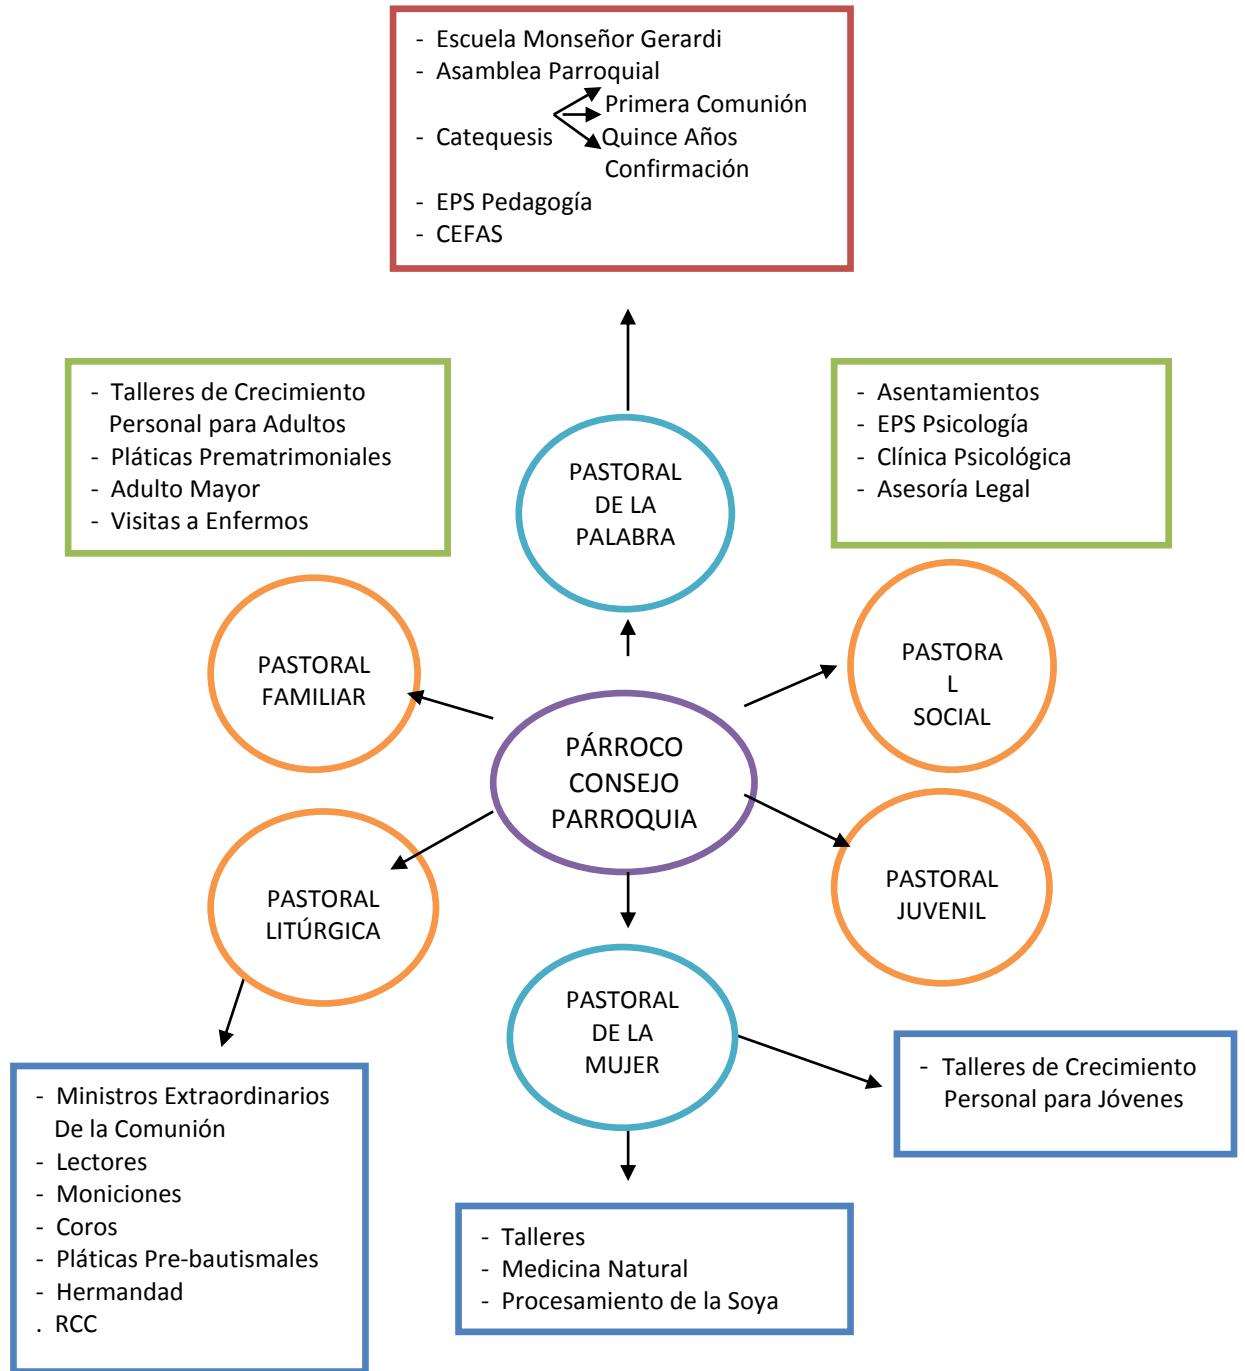 - Escuela Monseñor Gerardi
- Asamblea Parroquial
Primera Comunión
- Catequesis Quince Años
Confirmación
- EPS Pedagogía
- CEFAS
- Talleres de Crecimiento
Personal para Adultos
- Pláticas Prematrimoniales
- Adulto Mayor
- Visitas a Enfermos
- Asentamientos
- EPS Psicología
- Clínica Psicológica
- Asesoría Legal
PASTORAL
DE LA
PALABRA
PASTORAL
FAMILIAR
PASTORA
L
SOCIAL
PÁRROCO
CONSEJO
PARROQUIA
PASTORAL
LITÚRGICA
PASTORAL
JUVENIL
PASTORAL
DE LA
MUJER
- Talleres de Crecimiento
Personal para Jóvenes
- Ministros Extraordinarios
De la Comunión
- Lectores
- Moniciones
- Coros
- Pláticas Pre-bautismales
- Hermandad
. RCC
- Talleres
- Medicina Natural
- Procesamiento de la Soya